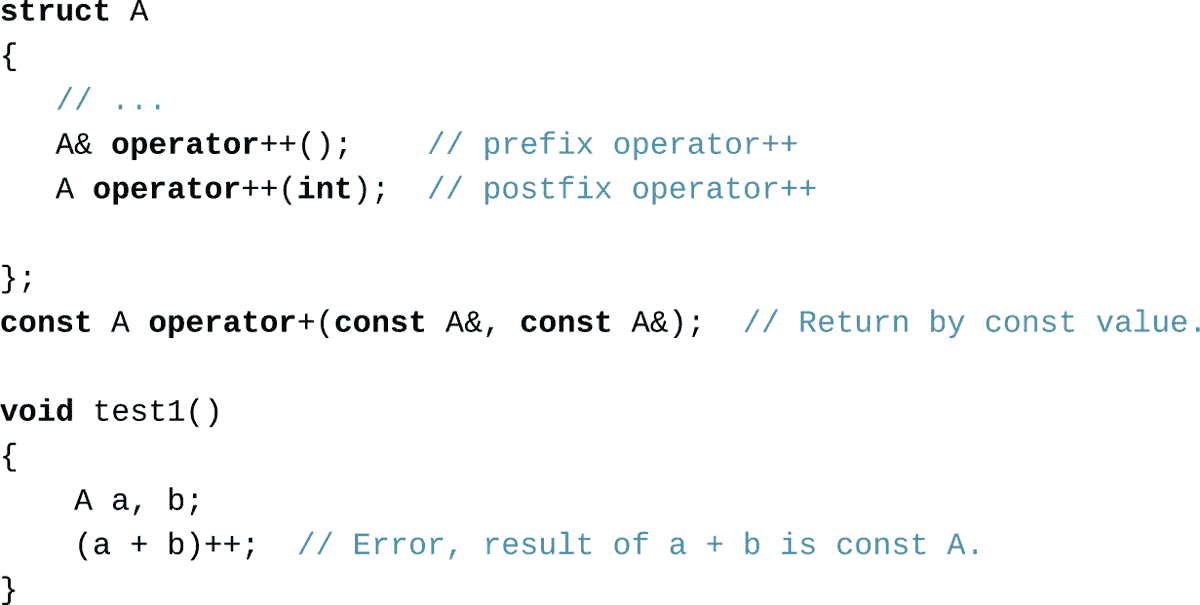 struct A
{
   // ...
   A& operator++();    // prefix operator++
   A operator++(int);  // postfix operator++

};
const A operator+(const A&, const A&);  // Return by const value.

void test1()
{
    A a, b;
    (a + b)++;  // Error, result of a + b is const A.
}